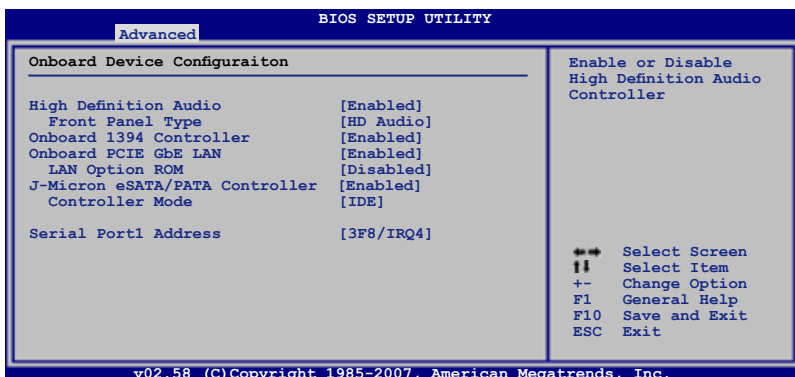 BIOS SETUP UTILITY
Advanced
Onboard Device Configuraiton
High Definition Audio [Enabled]
Front Panel Type [HD Audio]
Onboard 1394 Controller [Enabled]
Onboard PCIE GbE LAN [Enabled]
LAN Option ROM [Disabled]
J-Micron eSATA/PATA Controller [Enabled]
Controller Mode [IDE]
Serial Port1 Address [3F8/IRQ4]
Enable or Disable
High Definition Audio
Controller
←→ Select Screen
↑↓ Select Item
+- Change Option
F1 General Help
F10 Save and Exit
ESC Exit
v02.58 (C)Copyright 1985-2007, American Megatrends, Inc.